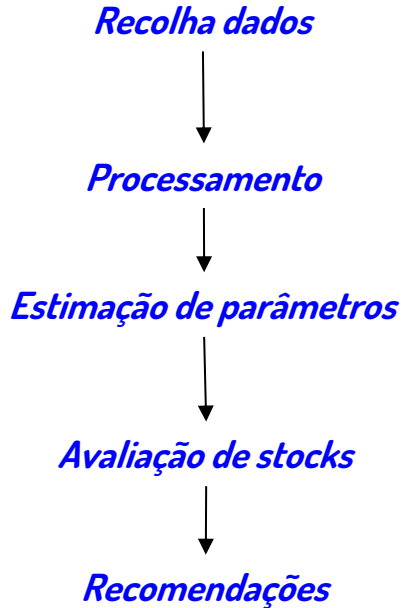 Recolha dados
Processamento
Estimação de parâmetros
Avaliação de stocks
Recomendações